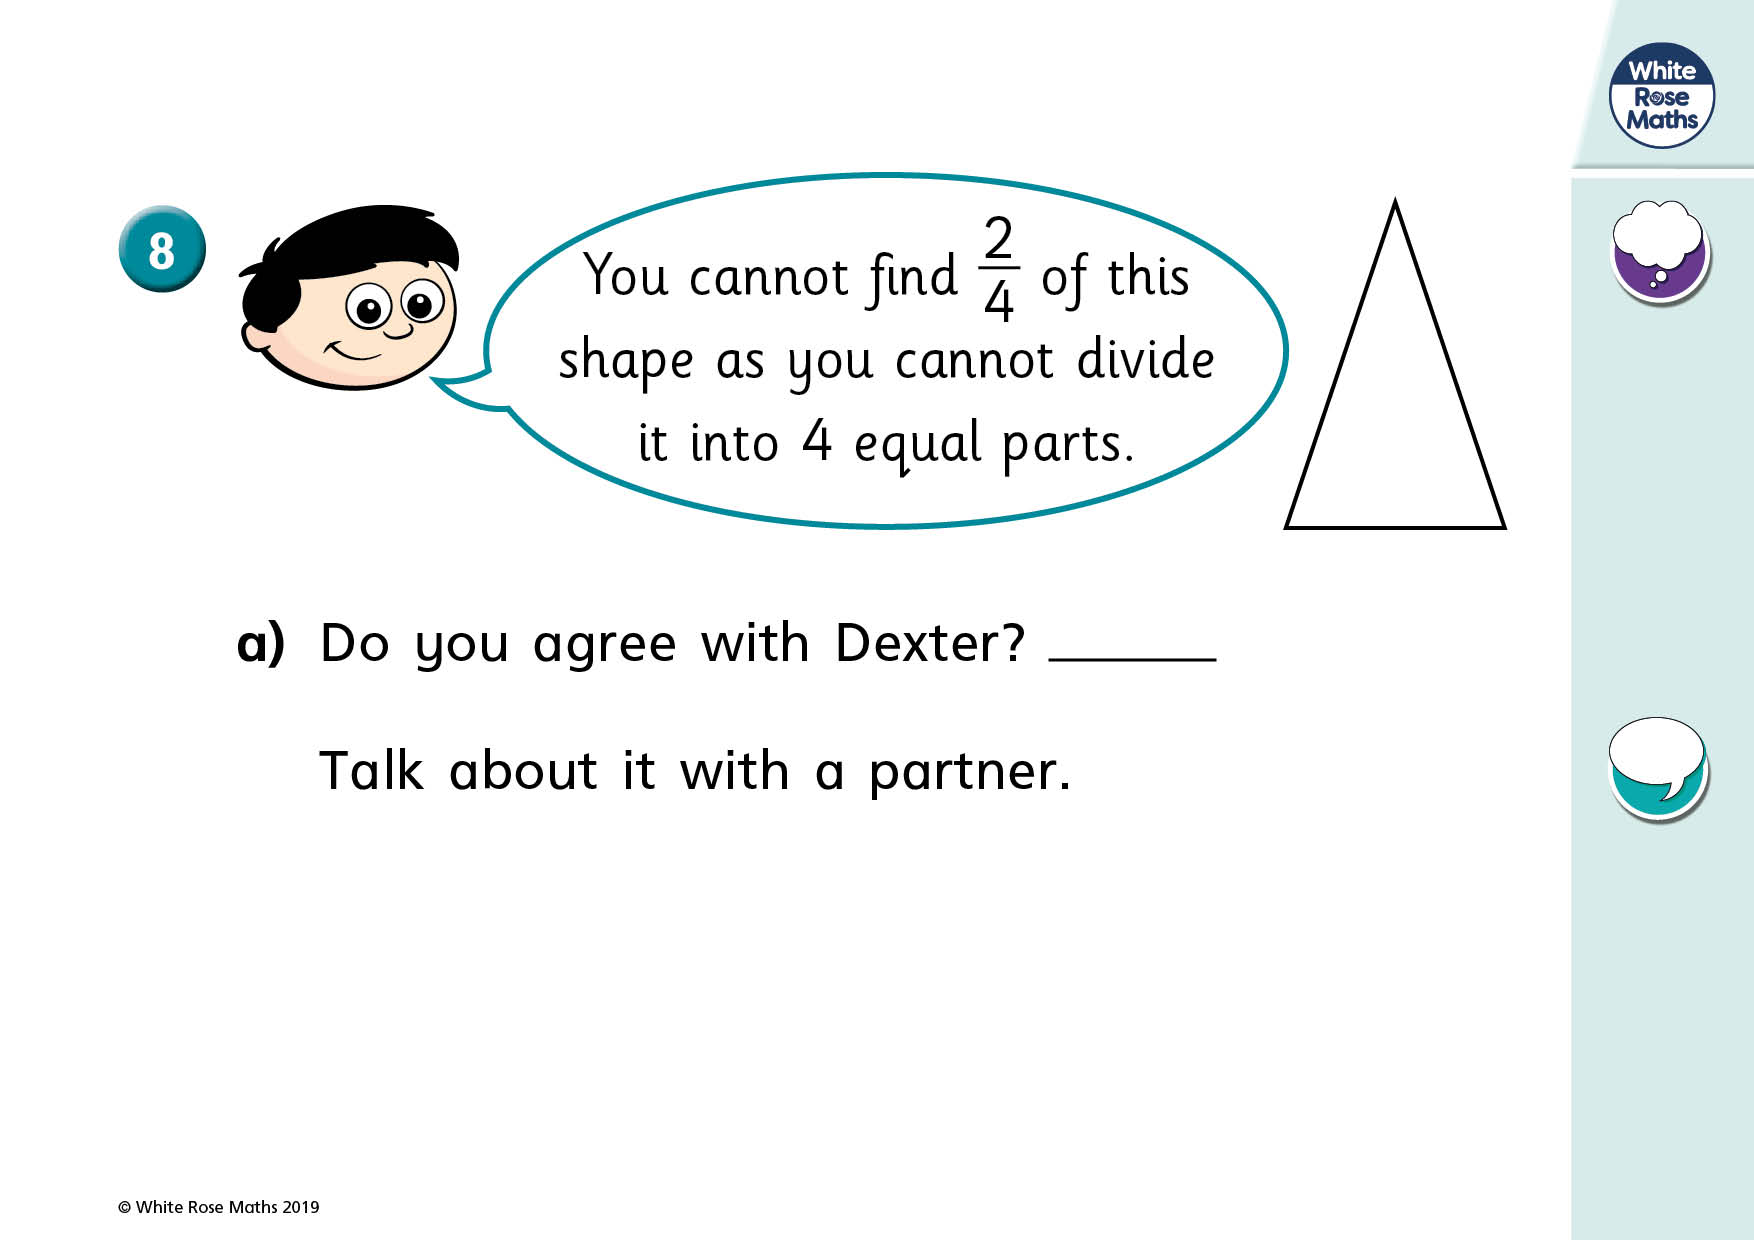 White
Rose
Maths
8
You cannot find 2/4 of this
shape as you cannot divide
it into 4 equal parts.
a) Do you agree with Dexter? ______
Talk about it with a partner.
© White Rose Maths 2019